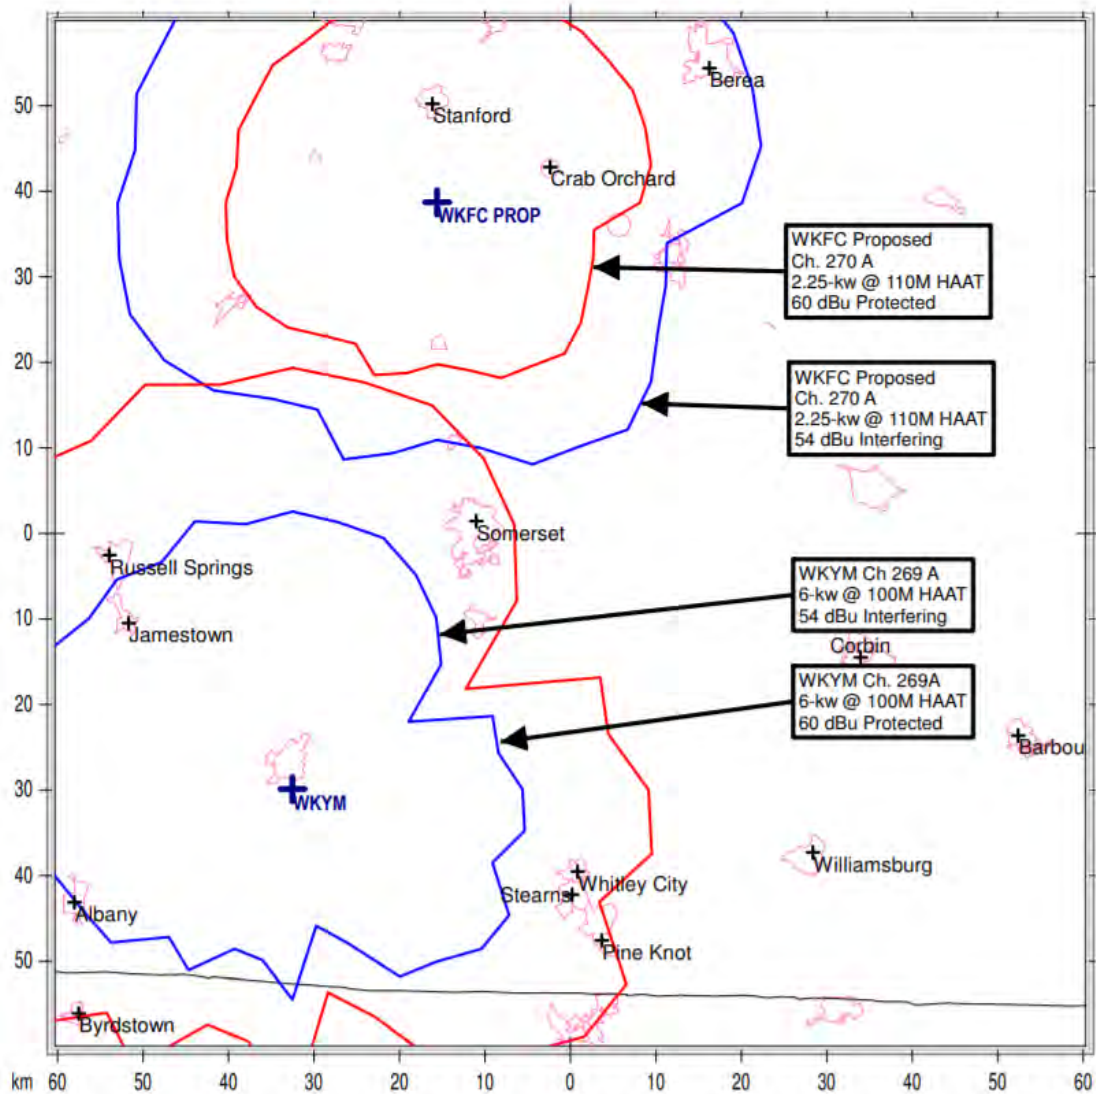 60 50 40 30 20 10 0 10 20 30 40 50 60
50
40
30
20
10
0
10
20
30
40
50
Berea
Stanford
Crab Orchard
WKFC PROP
WKFC Proposed
Ch. 270 A
2.25-kw @ 110M HAAT
60 dBu Protected
WKFC Proposed
Ch. 270 A
2.25-kw @ 110M HAAT
54 dBu Interfering
Somerset
Russell Springs
Jamestown
WKYM Ch 269 A
6-kw @ 100M HAAT
54 dBu Interfering
Corbin
WKYM Ch. 269A
6-kw @ 100M HAAT
60 dBu Protected
Barbou
WKYM
Williamsburg
Whitley City
Stearns
Albany
Pine Knot
Byrdstown
km